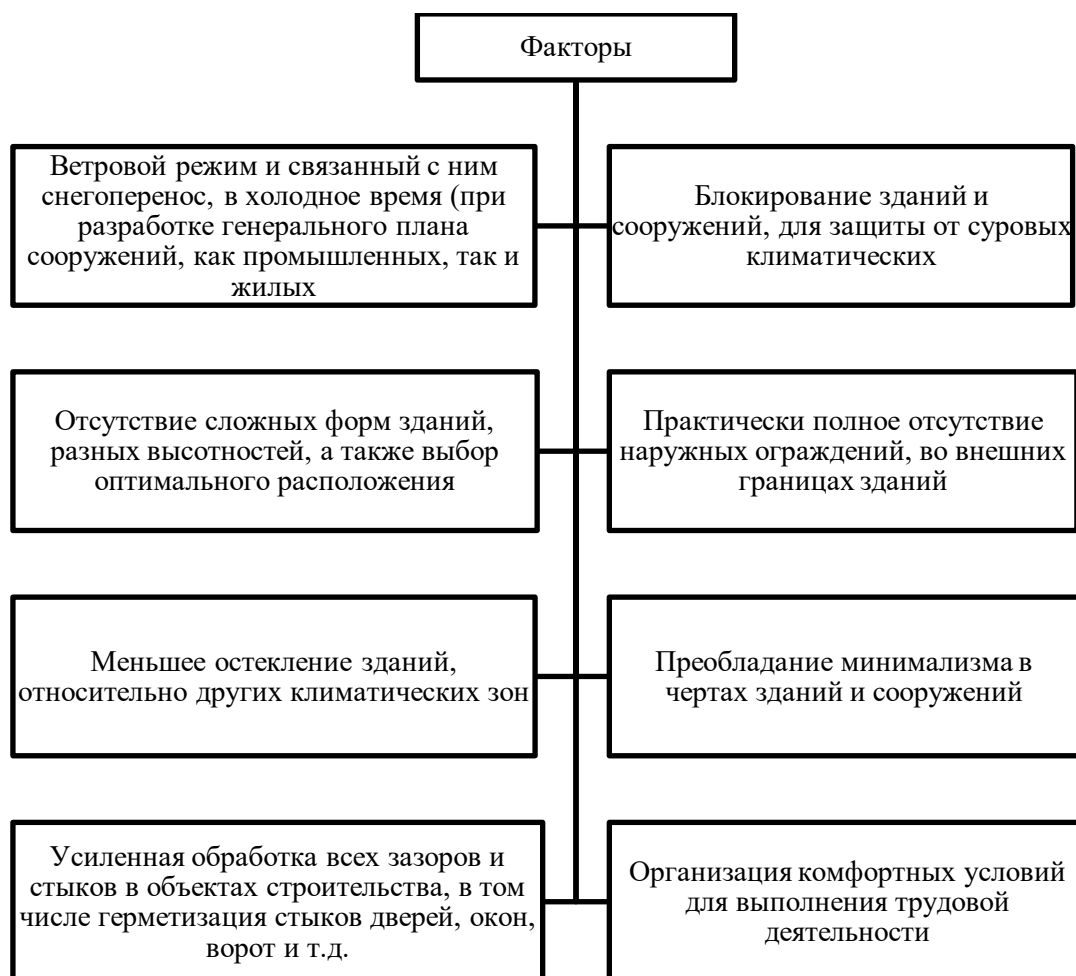 Факторы
Ветровой режим и связанный с ним
снегоперенос, в холодное время (при
разработке генерального плана
сооружений, как промышленных, так и
жилых
Блокирование зданий и
сооружений, для защиты от суровых
климатических
Отсутствие сложных форм зданий,
разных высотностей, а также выбор
оптимального расположения
Практически полное отсутствие
наружных ограждений, во внешних
границах зданий
Меньшее остекление зданий,
относительно других климатических зон
Преобладание минимализма в
чертах зданий и сооружений
Усиленная обработка всех зазоров и
стыков в объектах строительства, в том
числе герметизация стыков дверей, окон,
ворот и т.д.
Организация комфортных условий
для выполнения трудовой
деятельности